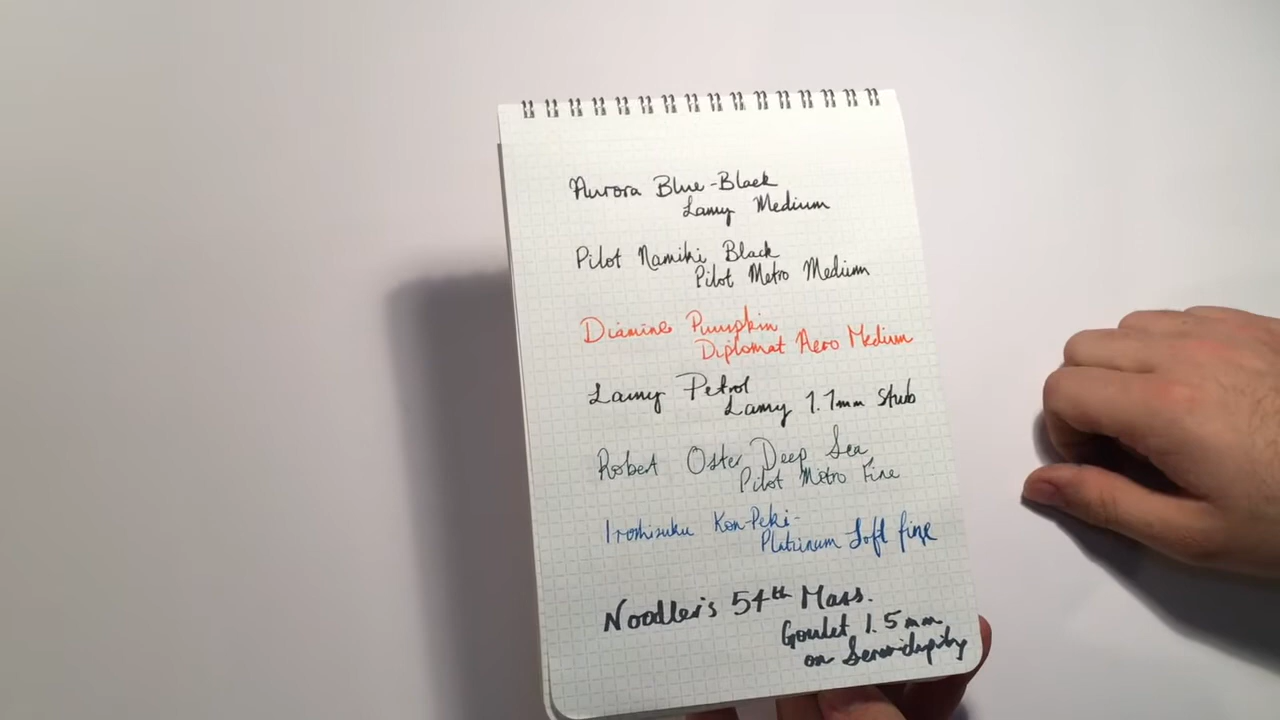 Aurora Blue-Black
Lamy Medium
Pilot Namiki Black
Pilot Metro Medium
Diamine Pumpkin
Diplomat Aero Medium
Lamy Petrol
Lamy 1.1mm Stub
Robert Oster Deep Sea
Pilot Metro Fine
Iroshizuku Kon-Peki-
Platinum Soft fine
Noodler's 54th Mass.
Goulet 1.5mm
on Serendipity